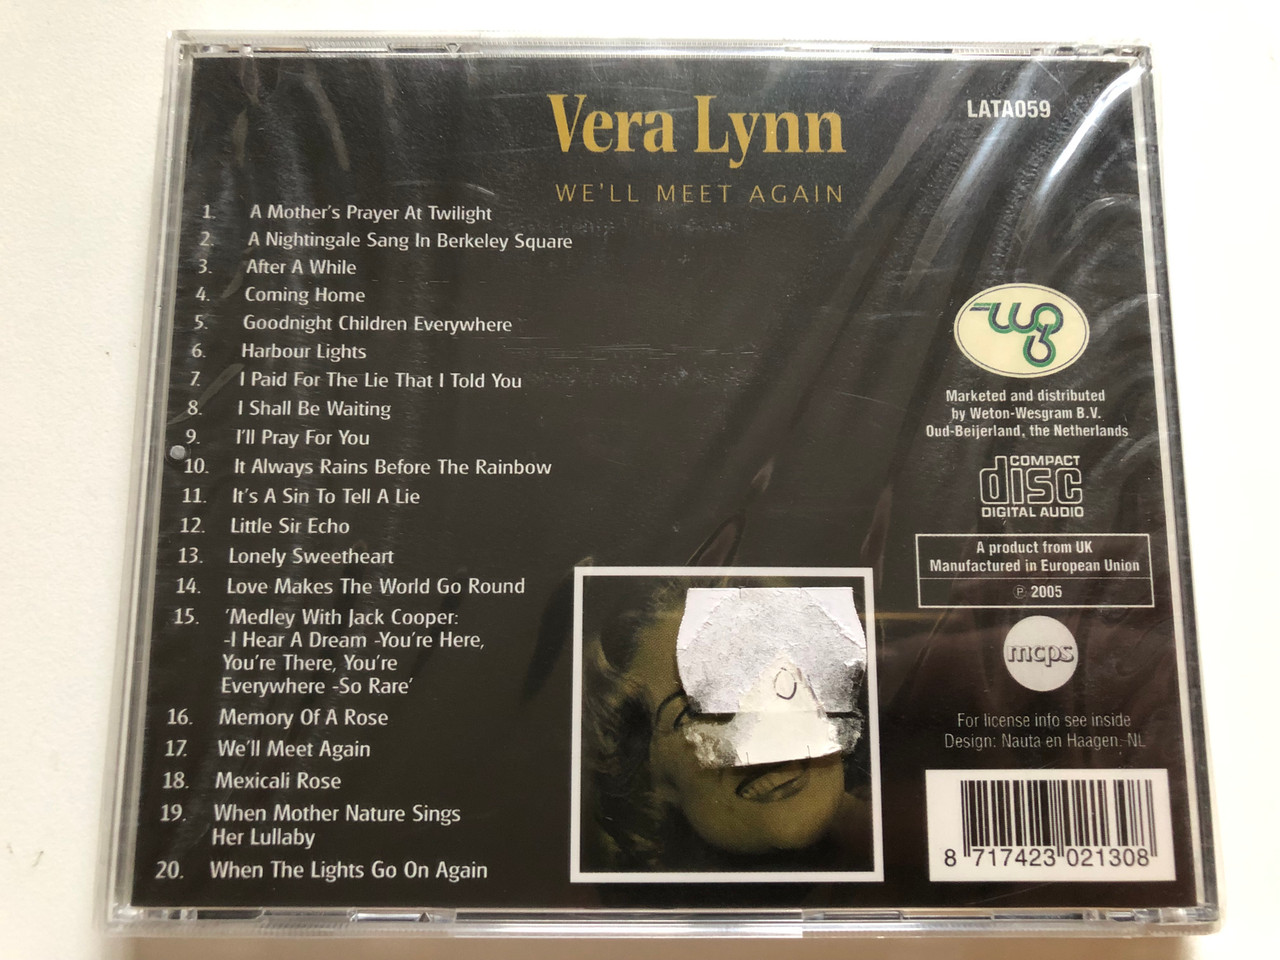 Vera Lynn
WE'LL MEET AGAIN
LATA059
1. A Mother's Prayer At Twilight
2. A Nightingale Sang In Berkeley Square
3. After A While
4. Coming Home
5. Goodnight Children Everywhere
6. Harbour Lights
7. I Paid For The Lie That I Told You
8. I Shall Be Waiting
9. I'll Pray For You
10. It Always Rains Before The Rainbow
11. It's A Sin To Tell A Lie
12. Little Sir Echo
13. Lonely Sweetheart
14. Love Makes The World Go Round
15. 'Medley With Jack Cooper:
-I Hear A Dream -You're Here,
You're There, You're
Everywhere -So Rare'
16. Memory Of A Rose
17. We'll Meet Again
18. Mexicali Rose
19. When Mother Nature Sings
Her Lullaby
20. When The Lights Go On Again
wgb
Marketed and distributed
by Weton-Wesgram B.V.
Oud-Beijerland, the Netherlands
COMPACT
disc
DIGITAL AUDIO
A product from UK
Manufactured in European Union
℗ 2005
mcps
For license info see inside
Design: Nauta en Haagen. NL
8 717423 021308